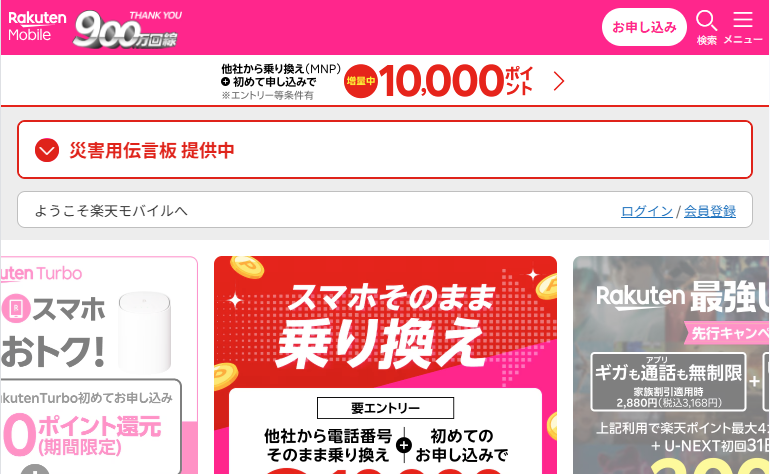 Rakuten Mobile
THANK YOU
900万回線
お申し込み
検索
メニュー
他社から乗り換え(MNP)
+ 初めて申し込みで
※エントリー等条件有
増量中
10,000ポイント
災害用伝言板 提供中
ようこそ楽天モバイルへ
ログイン / 会員登録
Turbo
スマホ
おトク!
kutenTurbo初めてお申し込み
0ポイント還元
(期間限定)
スマホそのまま
乗り換え
要エントリー
他社から電話番号
そのまま乗り換え
+
初めての
お申し込みで
Rakuten 最強U
先行キャンペ
アプリ
ギガも通話も無制限
家族割引適用時
2,880円(税込3,168円)
+
上記利用で楽天ポイント最大4
+ U-NEXT初回31日